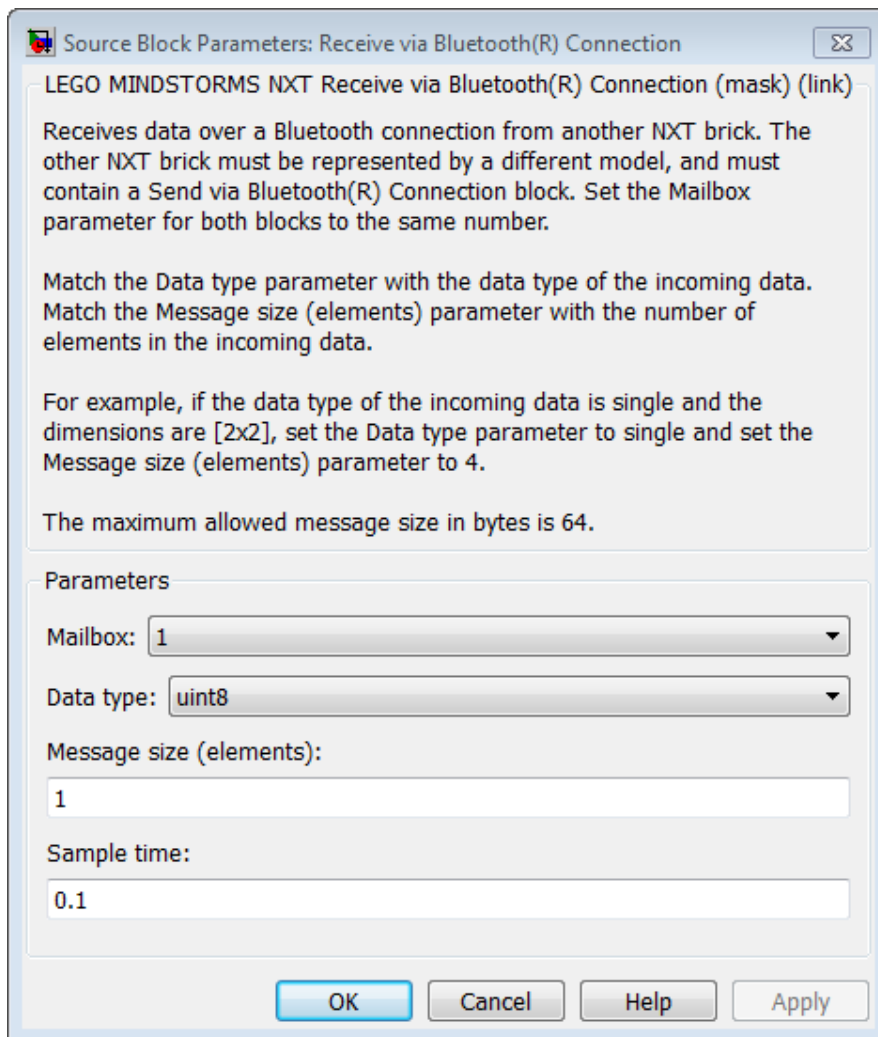 Source Block Parameters: Receive via Bluetooth(R) Connection
LEGO MINDSTORMS NXT Receive via Bluetooth(R) Connection (mask) (link)
Receives data over a Bluetooth connection from another NXT brick. The
other NXT brick must be represented by a different model, and must
contain a Send via Bluetooth(R) Connection block. Set the Mailbox
parameter for both blocks to the same number.
Match the Data type parameter with the data type of the incoming data.
Match the Message size (elements) parameter with the number of
elements in the incoming data.
For example, if the data type of the incoming data is single and the
dimensions are [2x2], set the Data type parameter to single and set the
Message size (elements) parameter to 4.
The maximum allowed message size in bytes is 64.
Parameters
Mailbox: 1
Data type: uint8
Message size (elements):
1
Sample time:
0.1
OK Cancel Help Apply